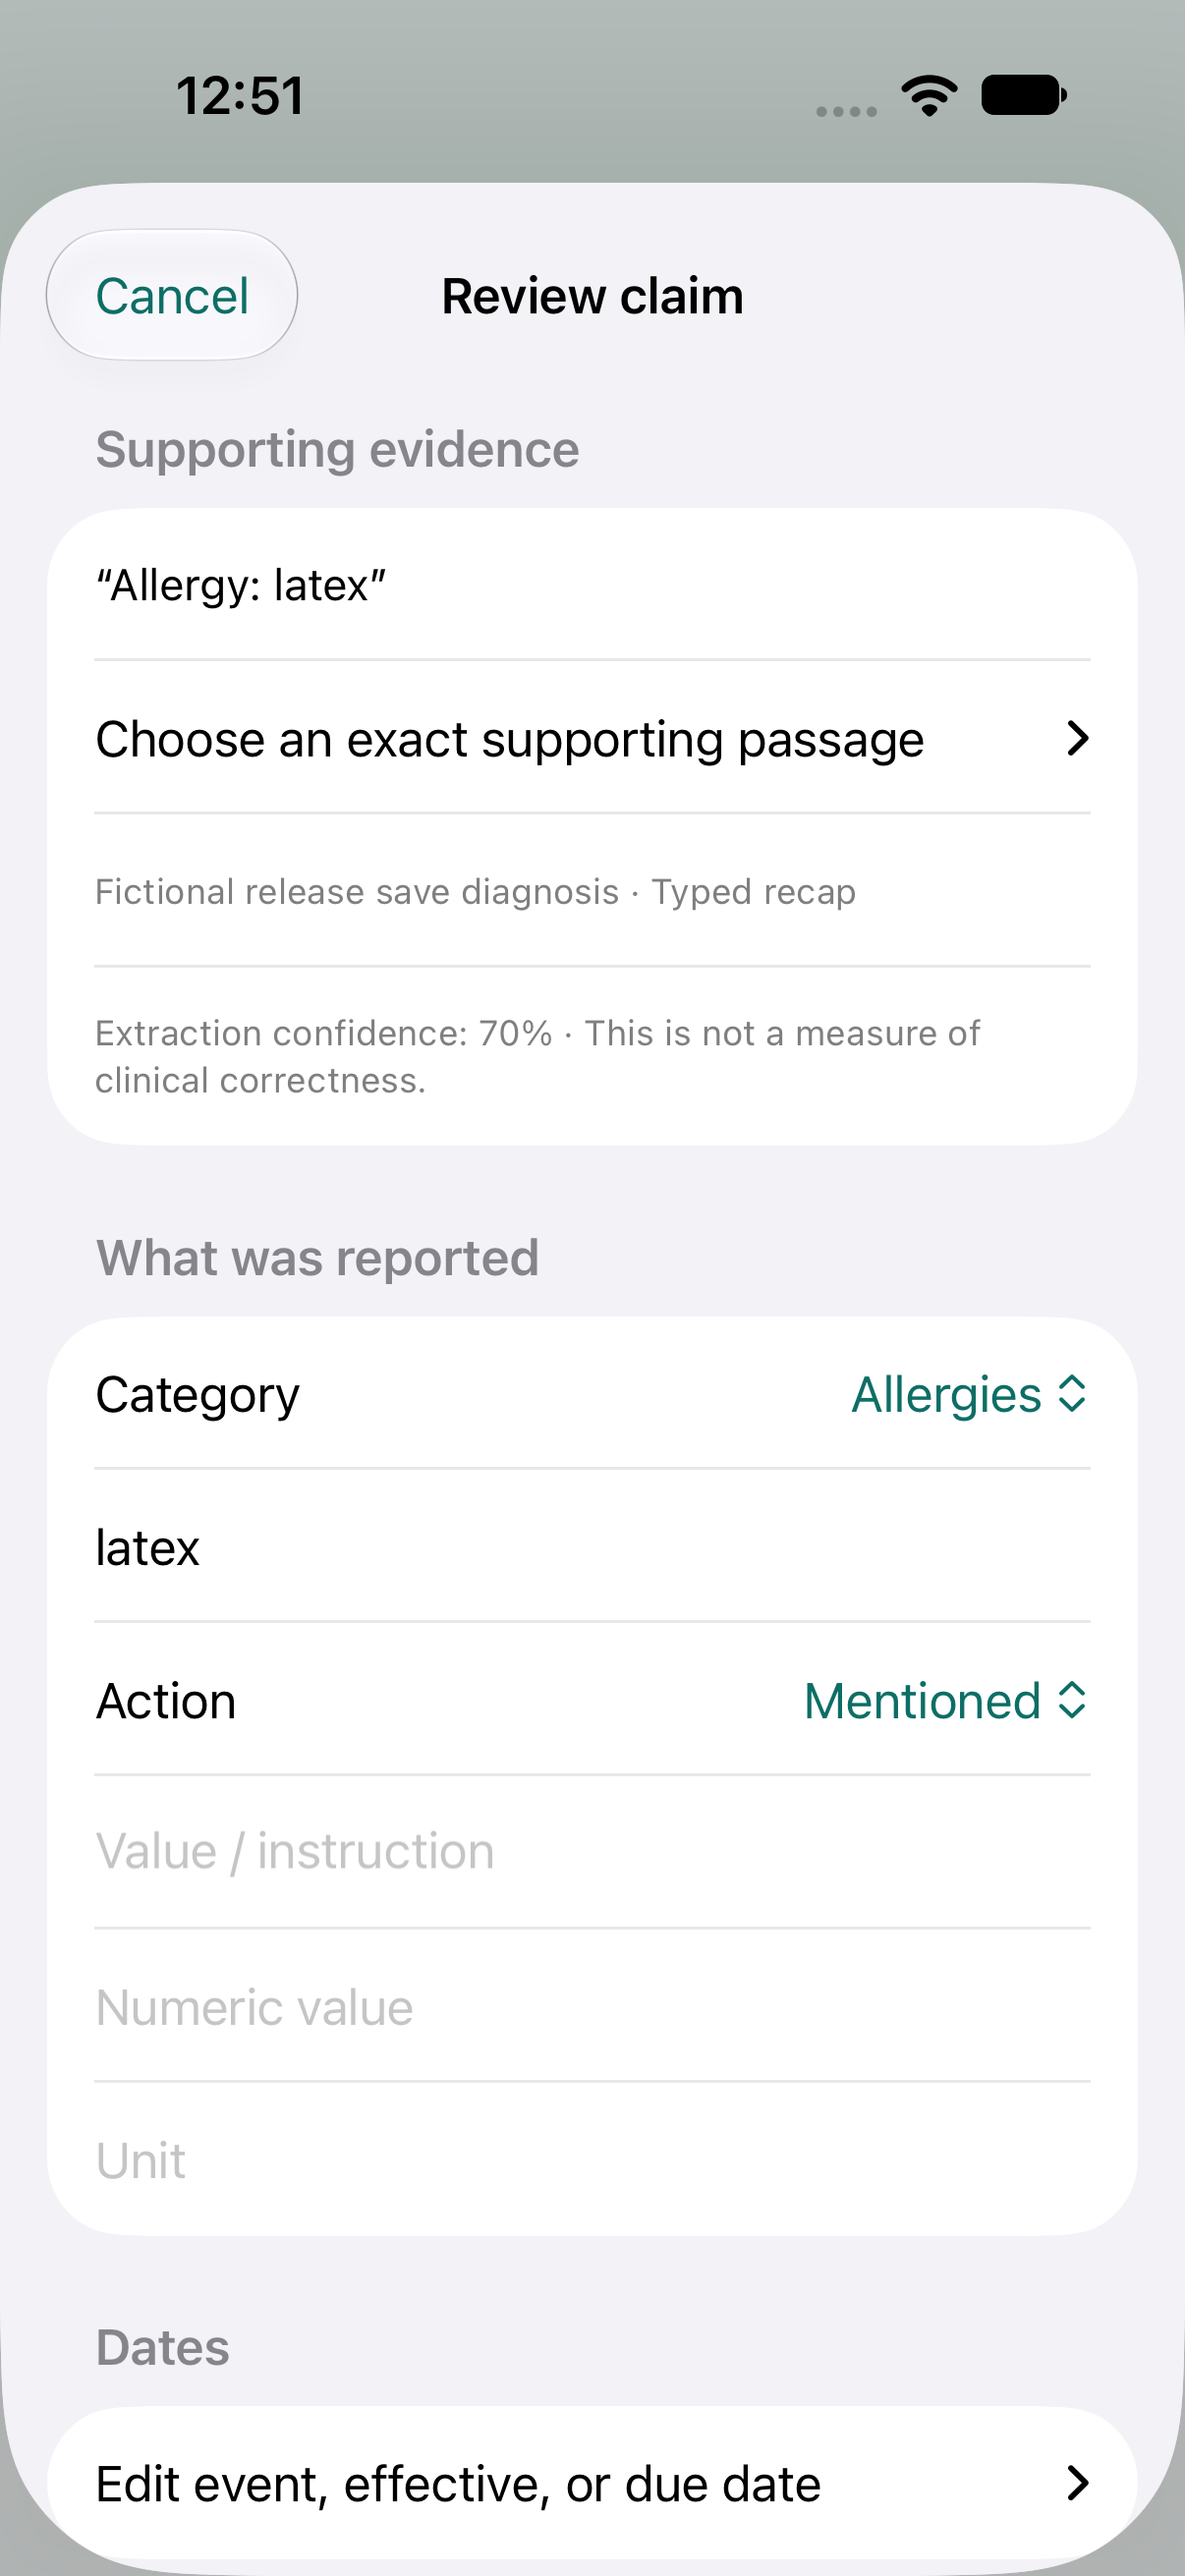 12:51
Cancel
Review claim
Supporting evidence
“Allergy: latex”
Choose an exact supporting passage
Fictional release save diagnosis · Typed recap
Extraction confidence: 70% · This is not a measure of
clinical correctness.
What was reported
Category
Allergies
latex
Action
Mentioned
Value / instruction
Numeric value
Unit
Dates
Edit event, effective, or due date